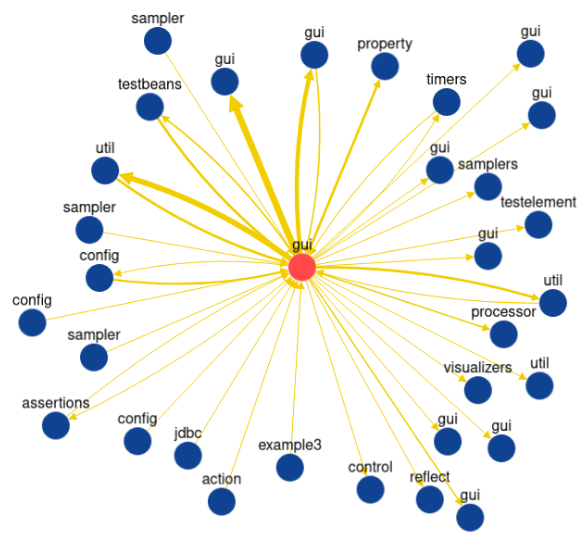 sampler
gui
gui
gui
property
testbeans
timers
gui
util
gui
samplers
sampler
testelement
gui
gui
config
config
util
processor
sampler
visualizers
util
assertions
config
gui
gui
jdbc
example3
action
control
reflect
gui